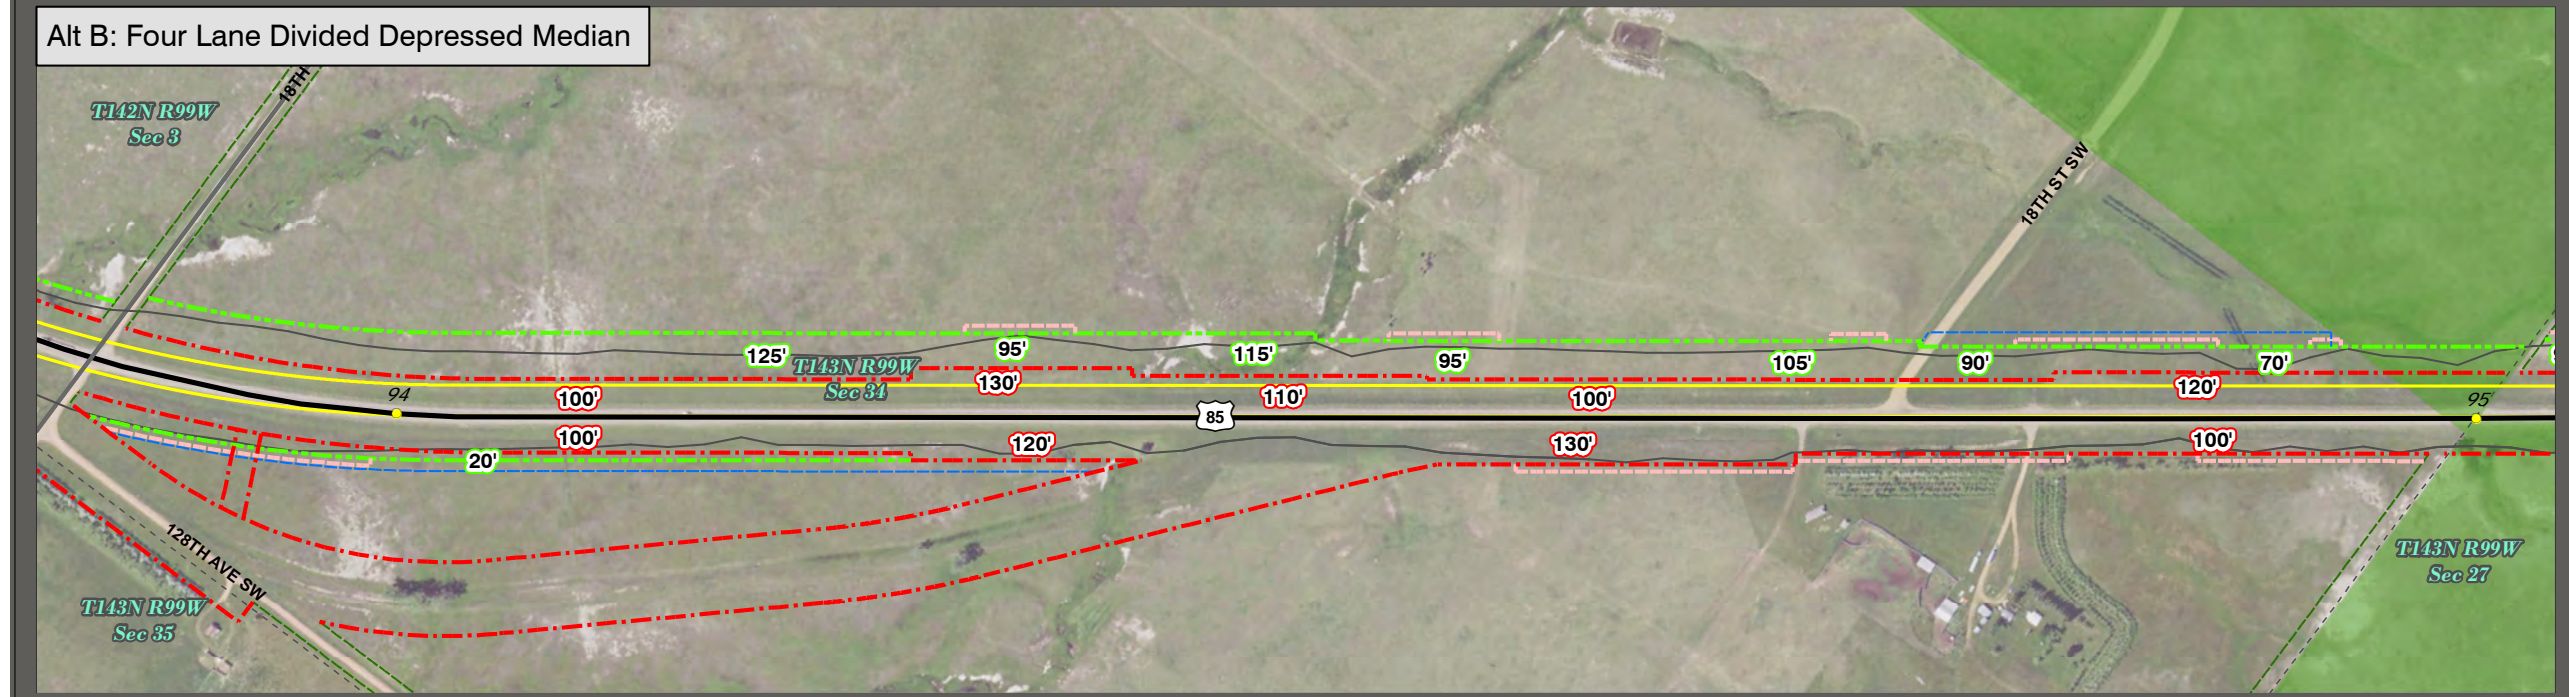 Alt B: Four Lane Divided Depressed Median
18TH
T142N R99W
Sec 3
18TH ST SW
125'
95'
115'
95'
105'
90'
70'
T143N R99W
Sec 34
130'
100'
110'
100'
120'
94
95
85
100'
120'
130'
100'
20'
128TH AVE SW
T143N R99W
Sec 35
T143N R99W
Sec 27